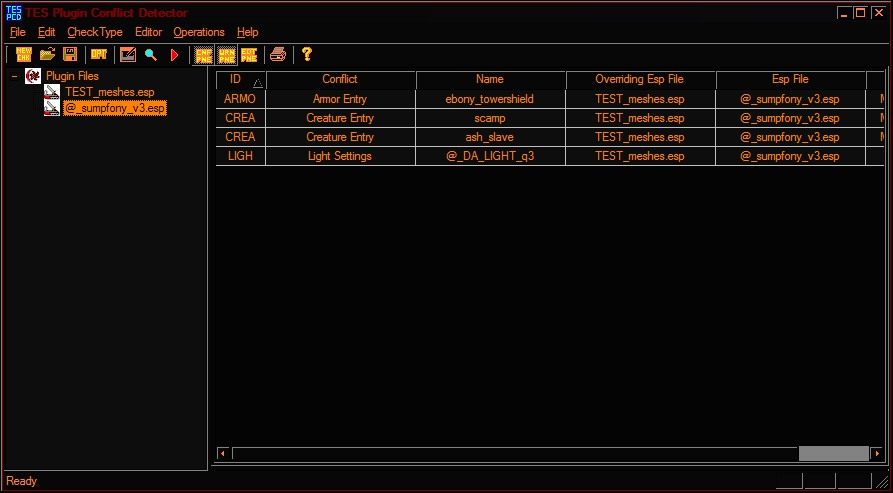 TES PCD TES Plugin Conflict Detector
File Edit CheckType Editor Operations Help
NEW CHK OPT CNF PNE WRN PNE EDT PNE ?
Plugin Files
TEST_meshes.esp
@_sumpfony_v3.esp
ID Conflict Name Overriding Esp File Esp File
ARMO Armor Entry ebony_towershield TEST_meshes.esp @_sumpfony_v3.esp M
CREA Creature Entry scamp TEST_meshes.esp @_sumpfony_v3.esp M
CREA Creature Entry ash_slave TEST_meshes.esp @_sumpfony_v3.esp M
LIGH Light Settings @_DA_LIGHT_q3 TEST_meshes.esp @_sumpfony_v3.esp
Ready